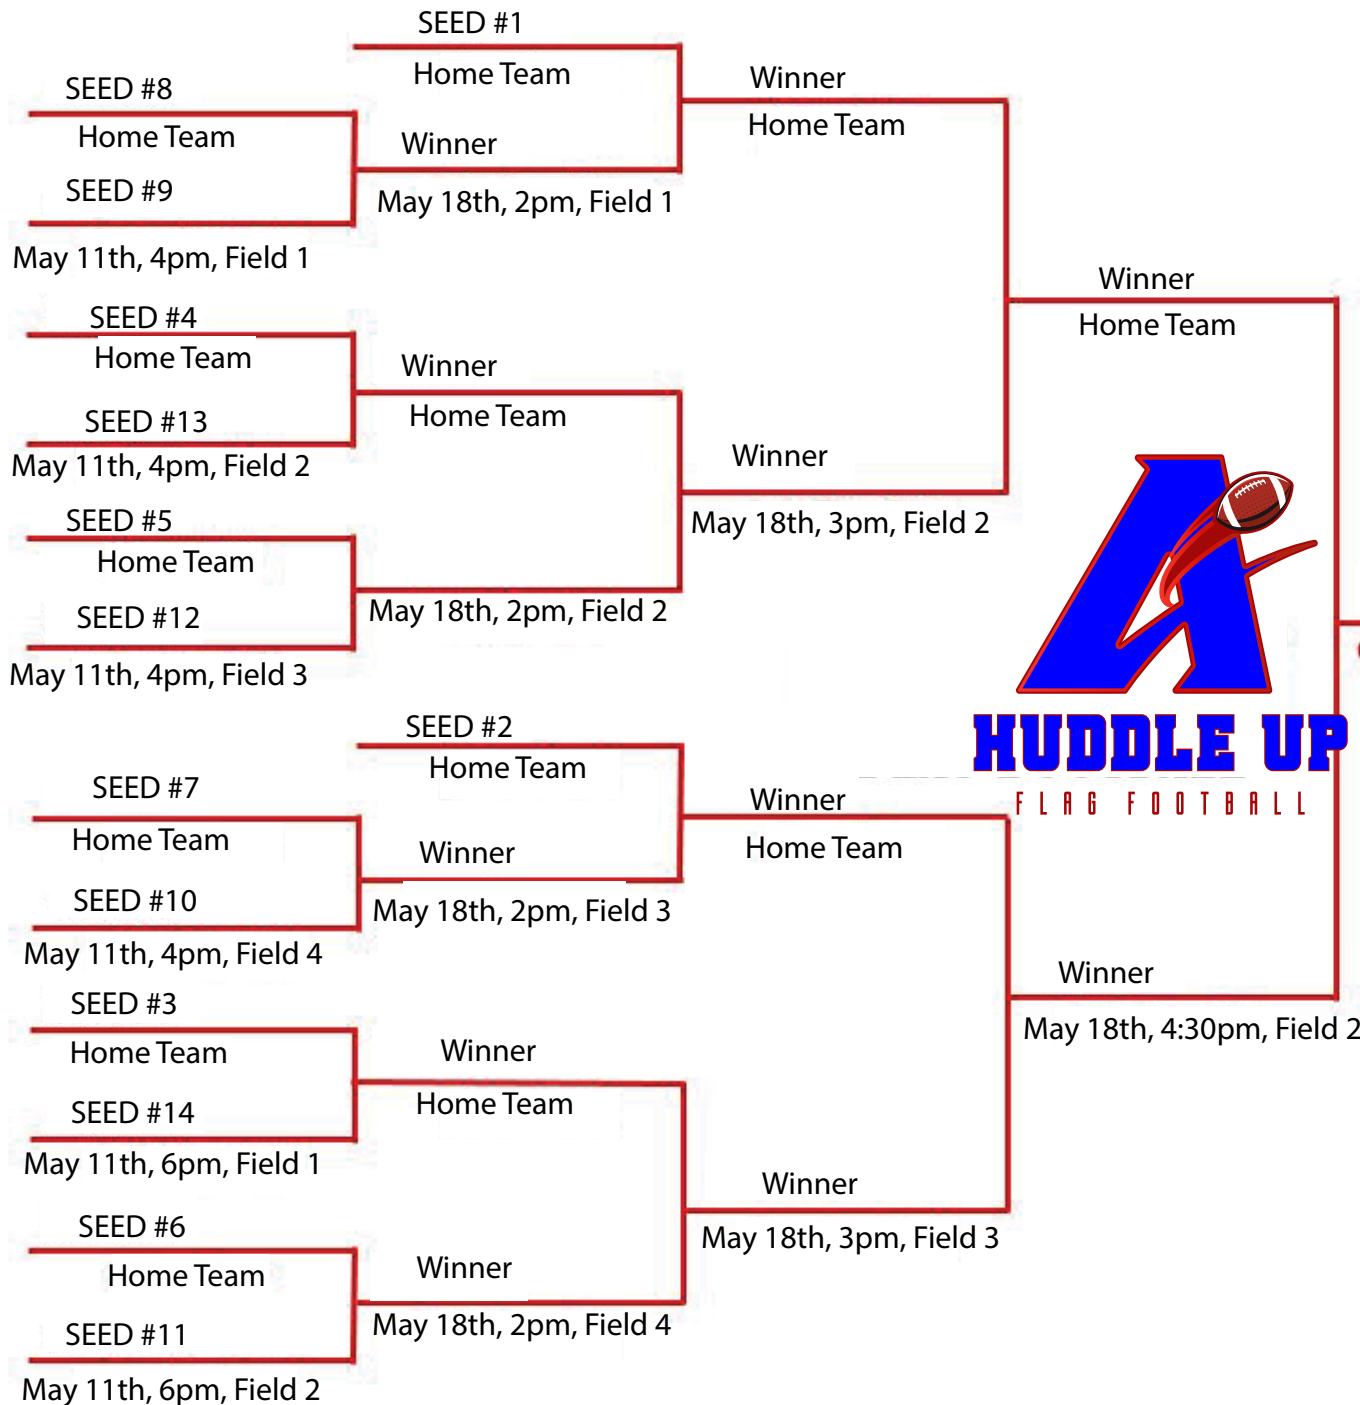 SEED #1
Home Team
SEED #8
Home Team
Winner
SEED #9
May 18th, 2pm, Field 1
May 11th, 4pm, Field 1
Winner
Home Team
SEED #4
Home Team
Winner
Home Team
SEED #13
May 11th, 4pm, Field 2
SEED #5
Home Team
SEED #12
May 18th, 2pm, Field 2
May 11th, 4pm, Field 3
Winner
May 18th, 3pm, Field 2
Winner
Home Team
HUDDLE UP
FLAG FOOTBALL
SEED #2
Home Team
SEED #7
Home Team
Winner
SEED #10
May 18th, 2pm, Field 3
May 11th, 4pm, Field 4
Winner
Home Team
SEED #3
Home Team
Winner
Home Team
SEED #14
May 11th, 6pm, Field 1
SEED #6
Home Team
Winner
SEED #11
May 18th, 2pm, Field 4
May 11th, 6pm, Field 2
Winner
May 18th, 3pm, Field 3
Winner
May 18th, 4:30pm, Field 2